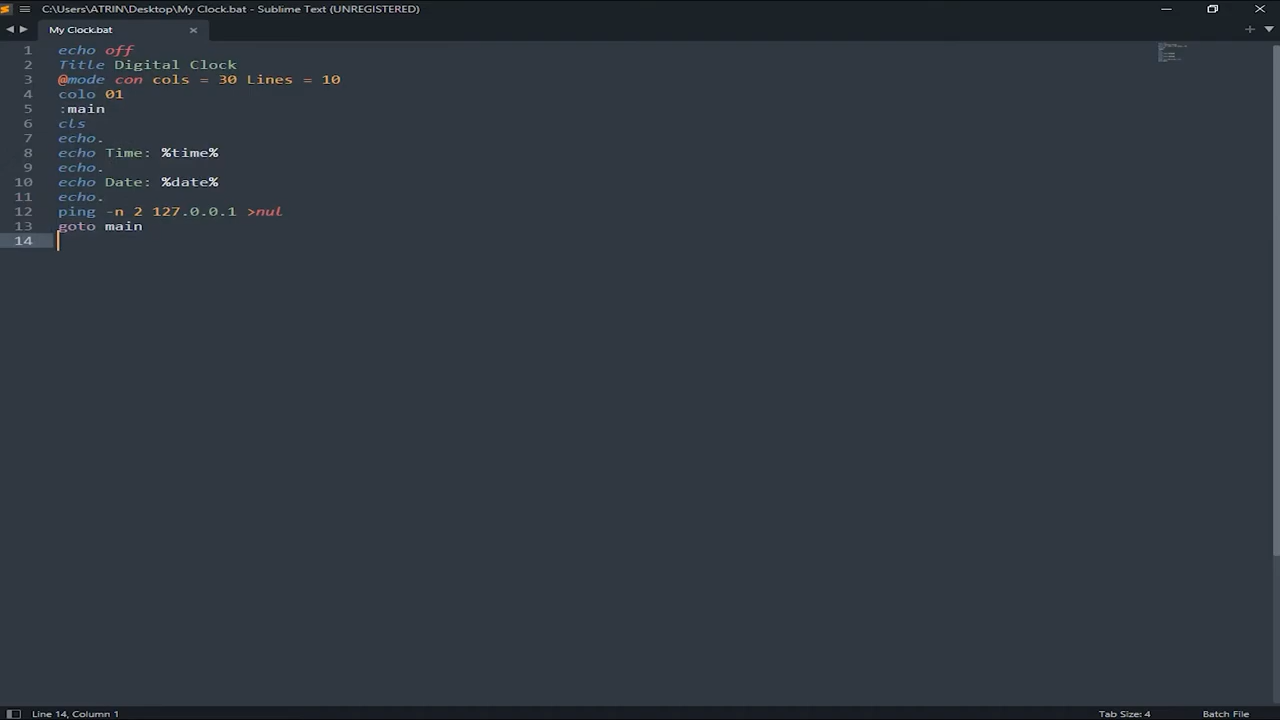 C:\Users\ATRIN\Desktop\My Clock.bat - Sublime Text (UNREGISTERED)
My Clock.bat
1 echo off
2 Title Digital Clock
3 @mode con cols = 30 Lines = 10
4 colo 01
5 :main
6 cls
7 echo.
8 echo Time: %time%
9 echo.
10 echo Date: %date%
11 echo.
12 ping -n 2 127.0.0.1 >nul
13 goto main
14
Line 14, Column 1
Tab Size: 4
Batch File